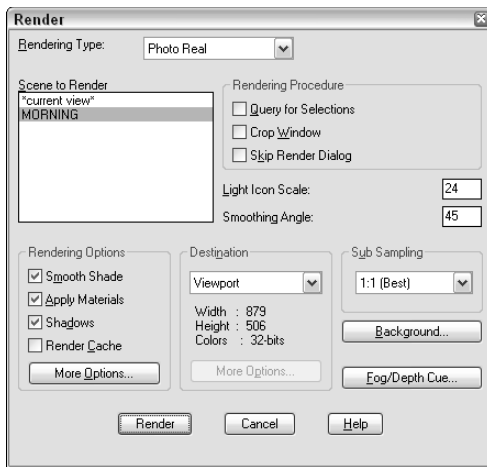 Render
Rendering Type: Photo Real
Scene to Render
*current view*
MORNING
Rendering Procedure
Query for Selections
Crop Window
Skip Render Dialog
Light Icon Scale: 24
Smoothing Angle: 45
Rendering Options
Smooth Shade
Apply Materials
Shadows
Render Cache
More Options...
Destination
Viewport
Width : 879
Height : 506
Colors : 32-bits
More Options...
Sub Sampling
1:1 (Best)
Background...
Fog/Depth Cue...
Render
Cancel
Help